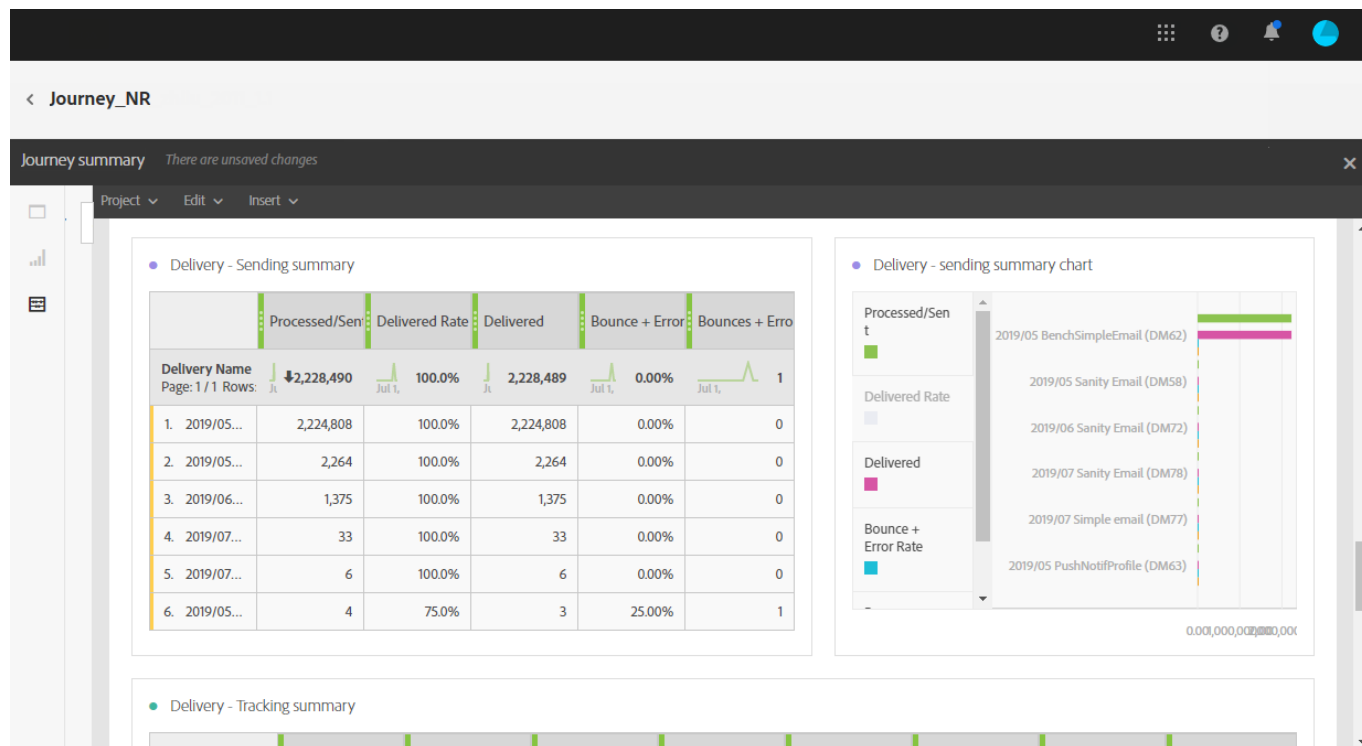 Journey_NR
Journey summary There are unsaved changes
Project Edit Insert
Delivery - Sending summary
Processed/Sen Delivered Rate Delivered Bounce + Error Bounces + Erro
Delivery Name
Page: 1 / 1 Rows:
2,228,490 100.0% 2,228,489 0.00% 1
Jul 1, Jul 1, Jul 1,
1. 2019/05... 2,224,808 100.0% 2,224,808 0.00% 0
2. 2019/05... 2,264 100.0% 2,264 0.00% 0
3. 2019/06... 1,375 100.0% 1,375 0.00% 0
4. 2019/07... 33 100.0% 33 0.00% 0
5. 2019/07... 6 100.0% 6 0.00% 0
6. 2019/05... 4 75.0% 3 25.00% 1
Delivery - sending summary chart
Processed/Sen
t
Delivered Rate
Delivered
Bounce +
Error Rate
2019/05 BenchSimpleEmail (DM62)
2019/05 Sanity Email (DM58)
2019/06 Sanity Email (DM72)
2019/07 Sanity Email (DM78)
2019/07 Simple email (DM77)
2019/05 PushNotifProfile (DM63)
Delivery - Tracking summary